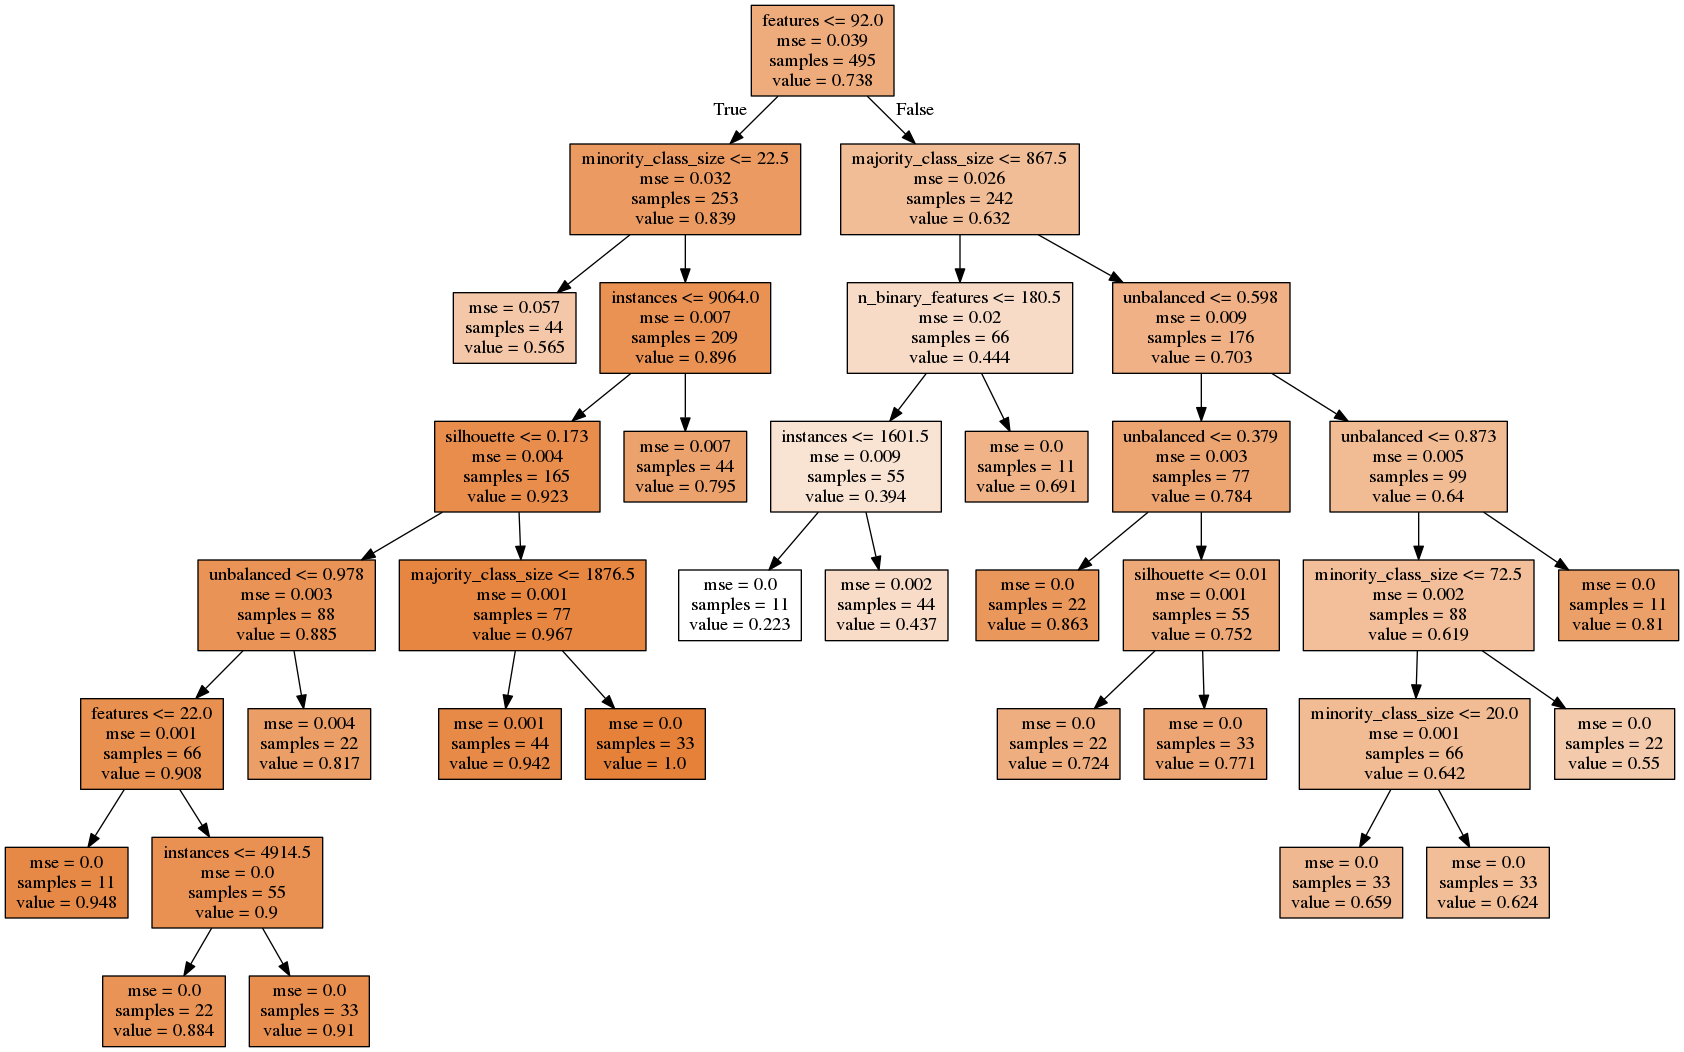 features <= 92.0
mse = 0.039
samples = 495
value = 0.738
True
False
minority_class_size <= 22.5
mse = 0.032
samples = 253
value = 0.839
majority_class_size <= 867.5
mse = 0.026
samples = 242
value = 0.632
mse = 0.057
samples = 44
value = 0.565
instances <= 9064.0
mse = 0.007
samples = 209
value = 0.896
n_binary_features <= 180.5
mse = 0.02
samples = 66
value = 0.444
unbalanced <= 0.598
mse = 0.009
samples = 176
value = 0.703
silhouette <= 0.173
mse = 0.004
samples = 165
value = 0.923
mse = 0.007
samples = 44
value = 0.795
instances <= 1601.5
mse = 0.009
samples = 55
value = 0.394
mse = 0.0
samples = 11
value = 0.691
unbalanced <= 0.379
mse = 0.003
samples = 77
value = 0.784
unbalanced <= 0.873
mse = 0.005
samples = 99
value = 0.64
unbalanced <= 0.978
mse = 0.003
samples = 88
value = 0.885
majority_class_size <= 1876.5
mse = 0.001
samples = 77
value = 0.967
mse = 0.0
samples = 11
value = 0.223
mse = 0.002
samples = 44
value = 0.437
mse = 0.0
samples = 22
value = 0.863
silhouette <= 0.01
mse = 0.001
samples = 55
value = 0.752
minority_class_size <= 72.5
mse = 0.002
samples = 88
value = 0.619
mse = 0.0
samples = 11
value = 0.81
features <= 22.0
mse = 0.001
samples = 66
value = 0.908
mse = 0.004
samples = 22
value = 0.817
mse = 0.001
samples = 44
value = 0.942
mse = 0.0
samples = 33
value = 1.0
mse = 0.0
samples = 22
value = 0.724
mse = 0.0
samples = 33
value = 0.771
minority_class_size <= 20.0
mse = 0.001
samples = 66
value = 0.642
mse = 0.0
samples = 22
value = 0.55
mse = 0.0
samples = 11
value = 0.948
instances <= 4914.5
mse = 0.0
samples = 55
value = 0.9
mse = 0.0
samples = 33
value = 0.659
mse = 0.0
samples = 33
value = 0.624
mse = 0.0
samples = 22
value = 0.884
mse = 0.0
samples = 33
value = 0.91